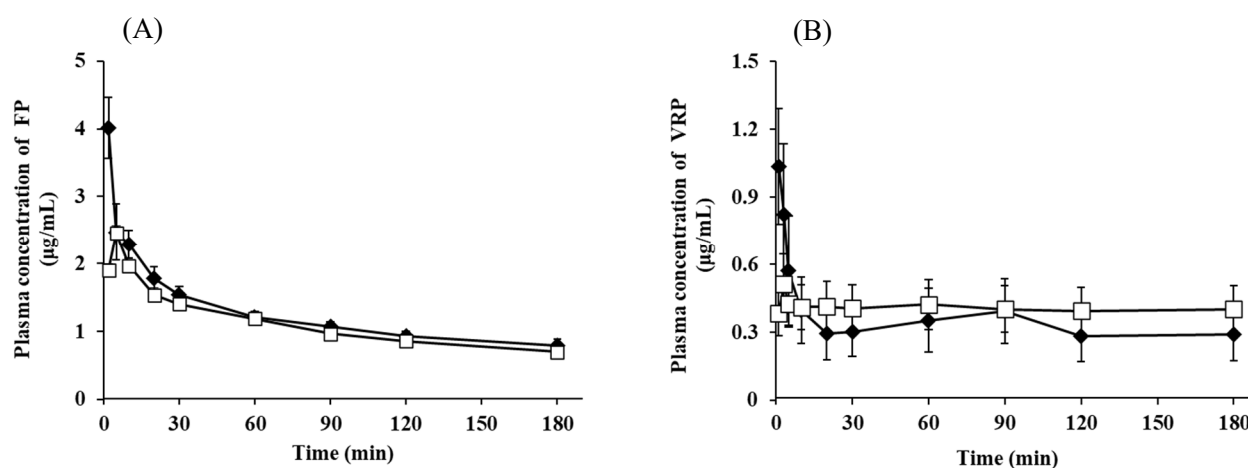 (A)
Plasma concentration of FP
(µg/mL)
5
4
3
2
1
0
0 30 60 90 120 150 180
Time (min)
(B)
Plasma concentration of VRP
(µg/mL)
1.5
1.2
0.9
0.6
0.3
0
0 30 60 90 120 150 180
Time (min)